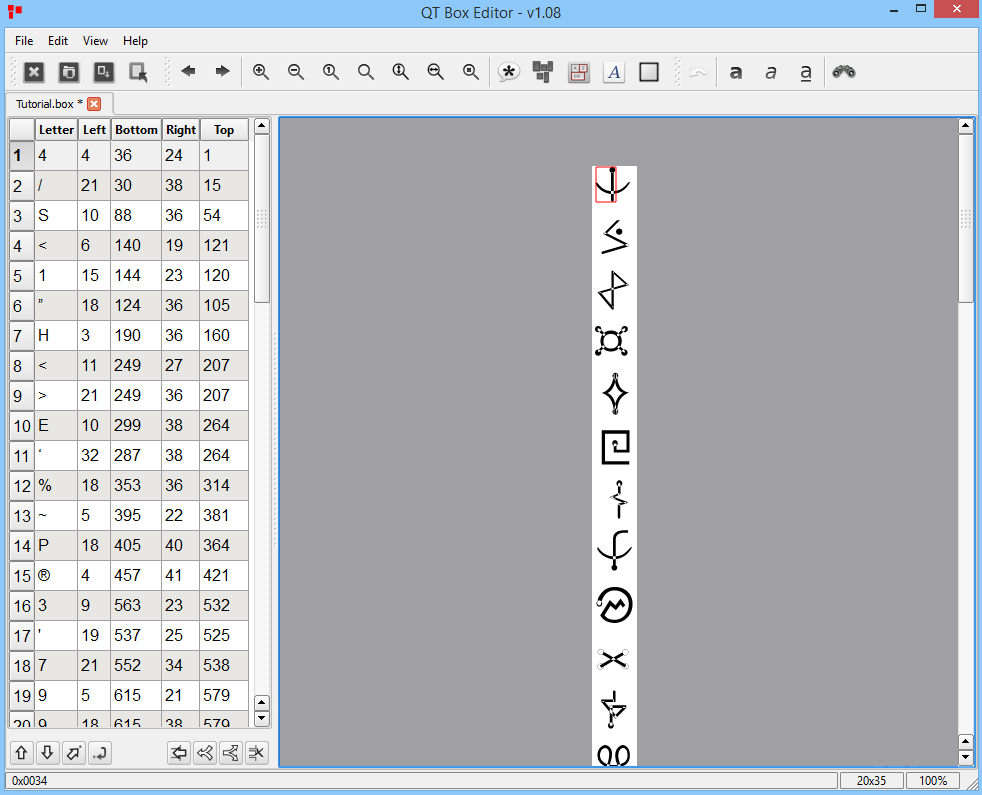 QT Box Editor - v1.08
File Edit View Help
Tutorial.box *
Letter Left Bottom Right Top
1 4 4 36 24 1
2 / 21 30 38 15
3 S 10 88 36 54
4 < 6 140 19 121
5 1 15 144 23 120
6 " 18 124 36 105
7 H 3 190 36 160
8 < 11 249 27 207
9 > 21 249 36 207
10 E 10 299 38 264
11 ‘ 32 287 38 264
12 % 18 353 36 314
13 ~ 5 395 22 381
14 P 18 405 40 364
15 ® 4 457 41 421
16 3 9 563 23 532
17 ' 19 537 25 525
18 7 21 552 34 538
19 9 5 615 21 579
20 9 18 615 38 579
0x0034 20x35 100%